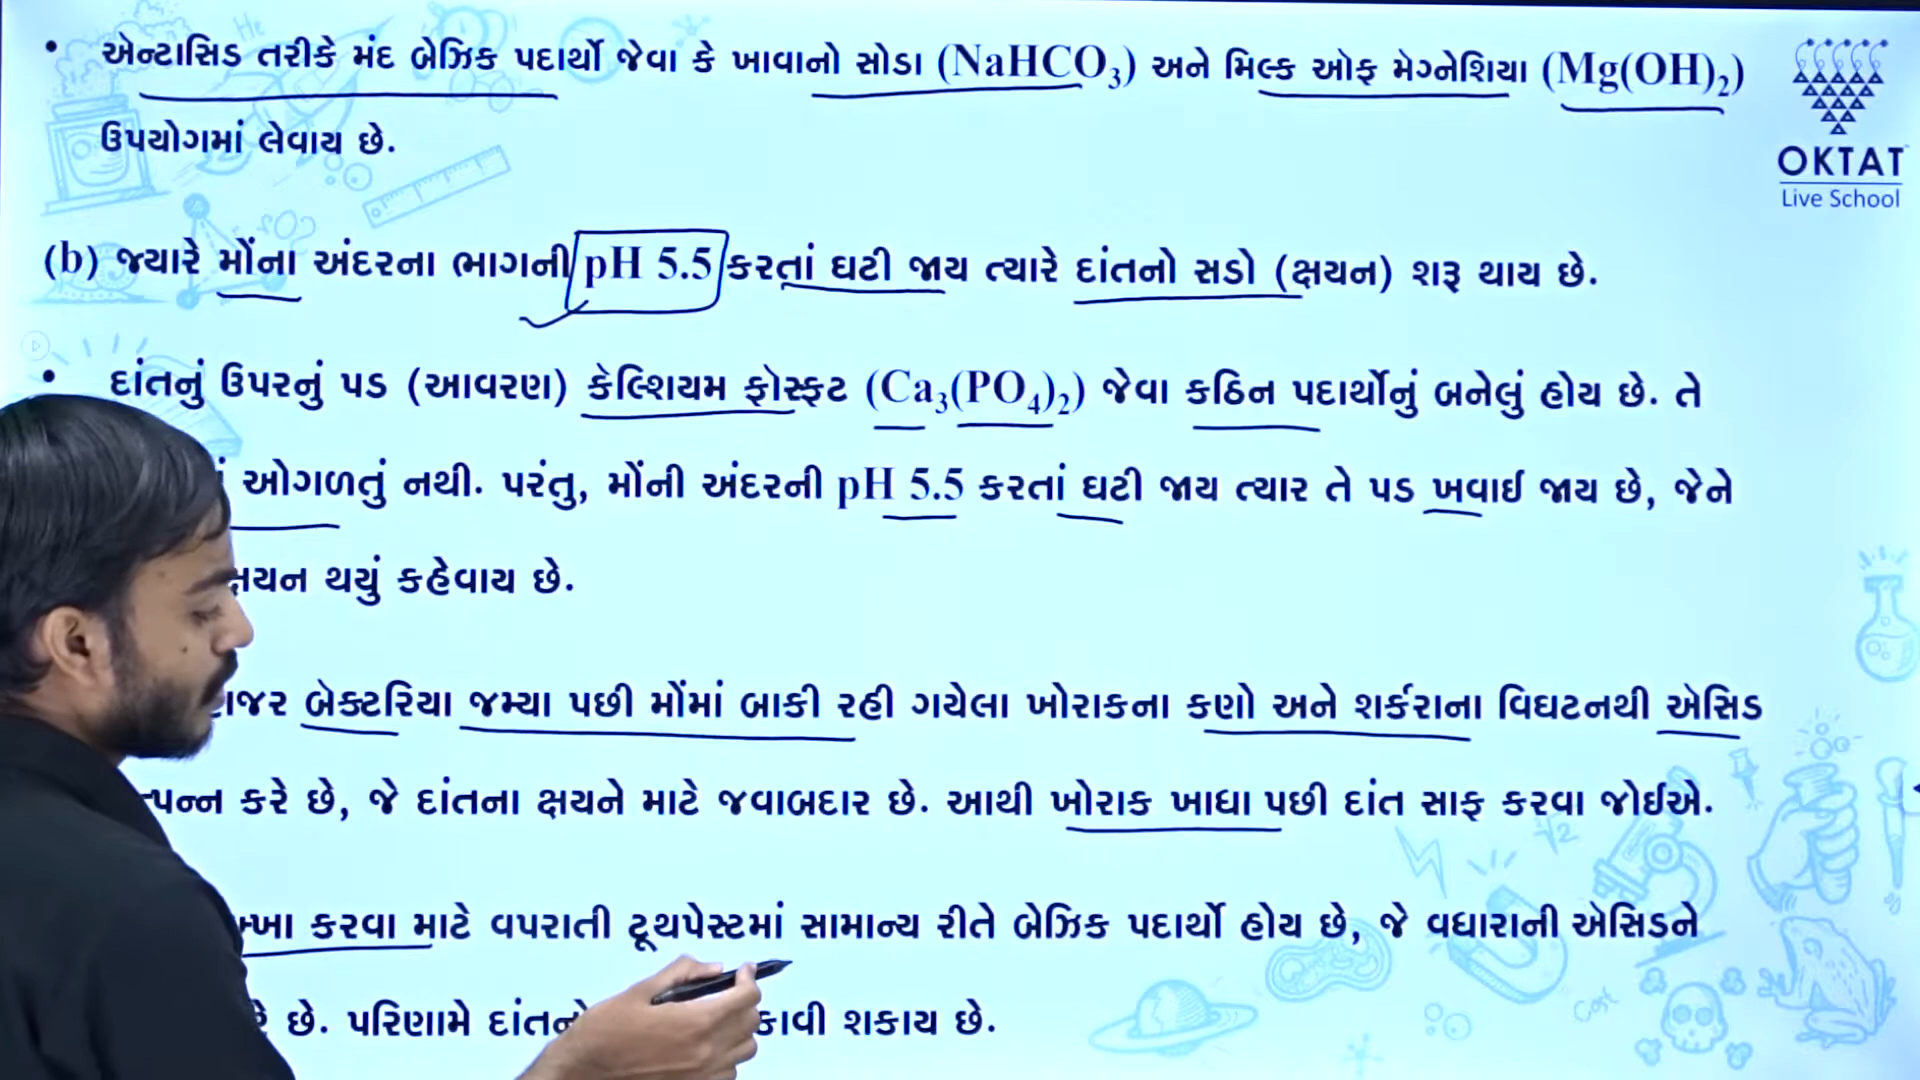 • એન્ટાસિડ તરીકે મંદ બેઝિક પદાર્થો જેવા કે ખાવાનો સોડા (NaHCO₃) અને મિલ્ક ઓફ મેગ્નેશિયા (Mg(OH)₂)
ઉપયોગમાં લેવાય છે.
OKTAT
Live School
(b) જ્યારે મોંના અંદરના ભાગની pH 5.5 કરતાં ઘટી જાય ત્યારે દાંતનો સડો (ક્ષયન) શરૂ થાય છે.
• દાંતનું ઉપરનું પડ (આવરણ) કેલ્શિયમ ફોસ્ફટ (Ca₃(PO₄)₂) જેવા કઠિન પદાર્થોનું બનેલું હોય છે. તે
ઓગળતું નથી. પરંતુ, મોંની અંદરની pH 5.5 કરતાં ઘટી જાય ત્યાર તે પડ ખવાઈ જાય છે, જેને
ક્ષયન થયું કહેવાય છે.
બેક્ટરિયા જમ્યા પછી મોંમાં બાકી રહી ગયેલા ખોરાકના કણો અને શર્કરાના વિઘટનથી એસિડ
કરે છે, જે દાંતના ક્ષયને માટે જવાબદાર છે. આથી ખોરાક ખાધા પછી દાંત સાફ કરવા જોઈએ.
કરવા માટે વપરાતી ટૂથપેસ્ટમાં સામાન્ય રીતે બેઝિક પદાર્થો હોય છે, જે વધારાની એસિડને
છે. પરિણામે શકાય છે.